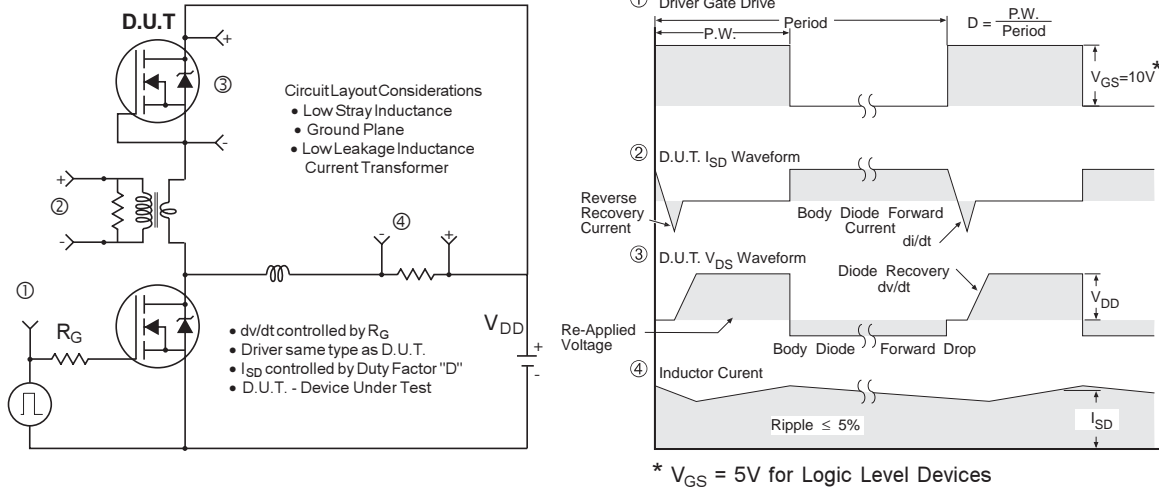 D.U.T
+
③
-
Circuit Layout Considerations
• Low Stray Inductance
• Ground Plane
• Low Leakage Inductance
Current Transformer
+
②
-
④
-
+
①
RG
• dv/dt controlled by RG
• Driver same type as D.U.T.
• ISD controlled by Duty Factor "D"
• D.U.T. - Device Under Test
VDD
+
-
① Driver Gate Drive
P.W.
Period
D = P.W.
Period
VGS=10V*
② D.U.T. ISD Waveform
Reverse
Recovery
Current
Body Diode Forward
Current
di/dt
③ D.U.T. VDS Waveform
Diode Recovery
dv/dt
VDD
Re-Applied
Voltage
Body Diode Forward Drop
④ Inductor Curent
Ripple ≤ 5%
ISD
* VGS = 5V for Logic Level Devices